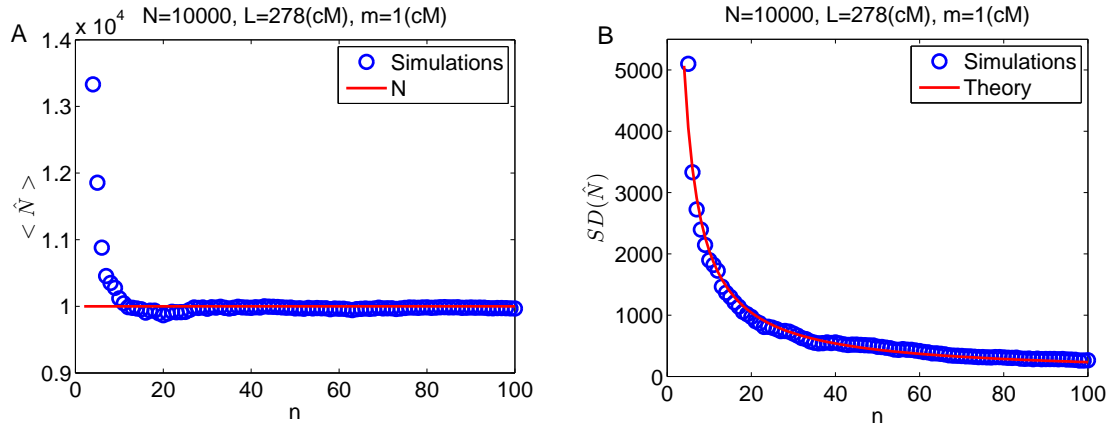 A
N=10000, L=278(cM), m=1(cM)
x 10^4
1.4
1.3
1.2
1.1
1
0.9
< N̂ >
0 20 40 60 80 100
n
Simulations
N
B
N=10000, L=278(cM), m=1(cM)
5000
4000
3000
2000
1000
0
SD(N̂)
0 20 40 60 80 100
n
Simulations
Theory